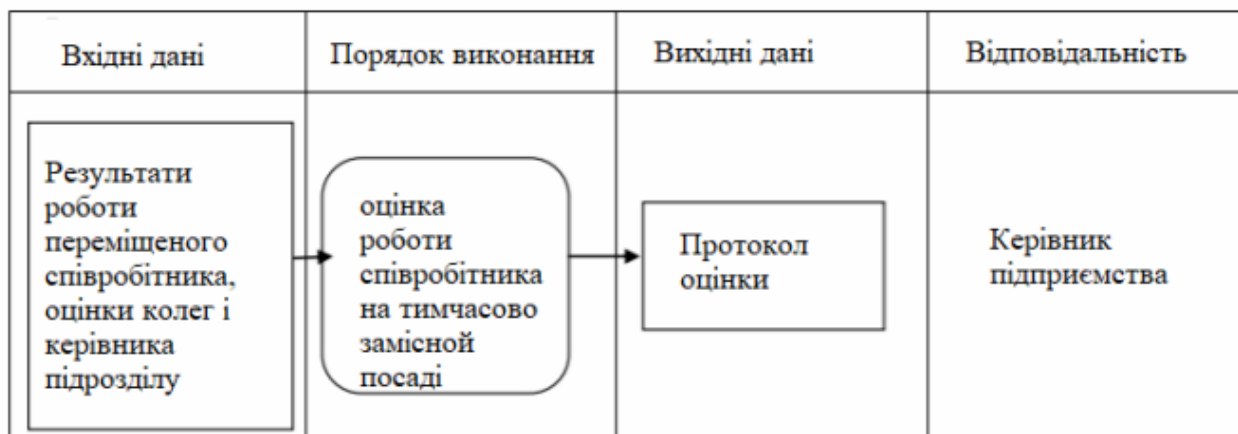 Вхідні дані
Порядок виконання
Вихідні дані
Відповідальність
Результати
роботи
переміщеного
співробітника,
оцінки колег і
керівника
підрозділу
оцінка
роботи
співробітника
на тимчасово
замісной
посаді
Протокол
оцінки
Керівник
підприємства